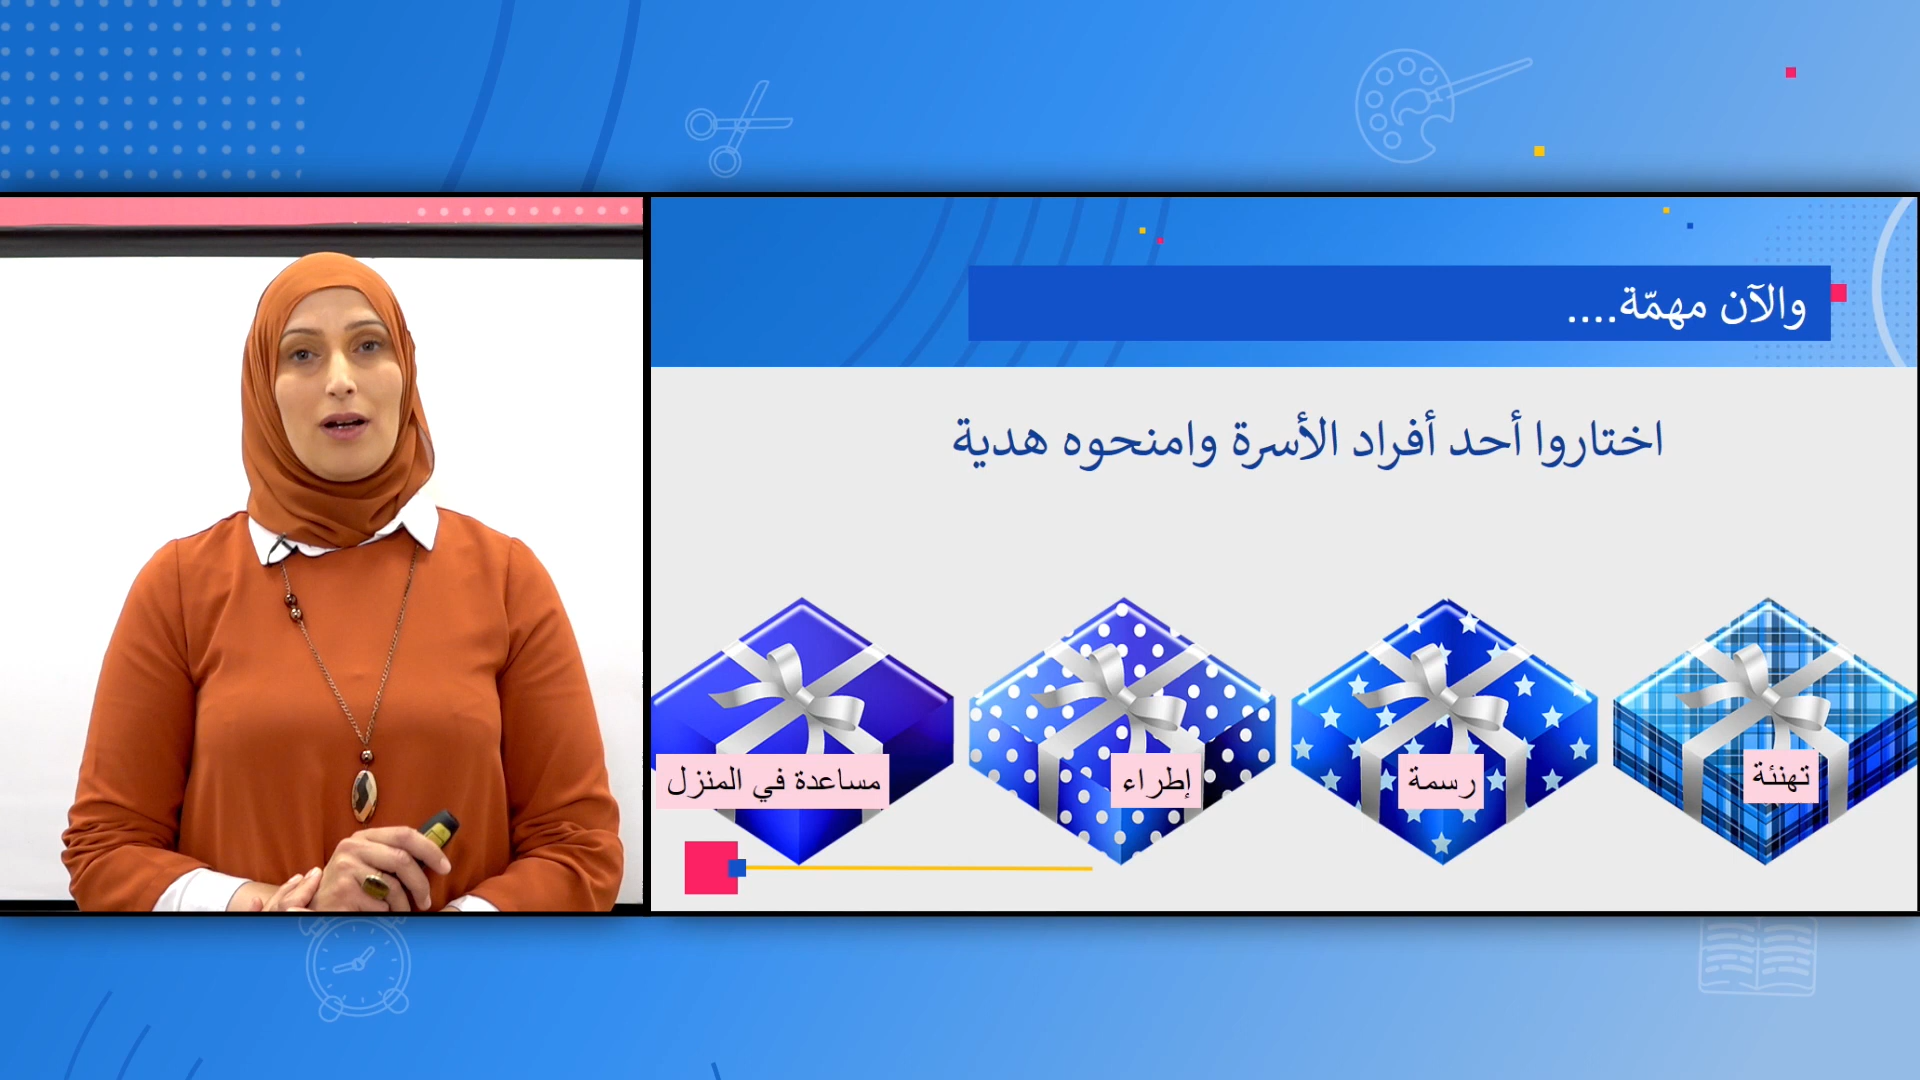 والآن مهمّة....
اختاروا أحد أفراد الأسرة وامنحوه هدية
تهنئة
رسمة
إطراء
مساعدة في المنزل